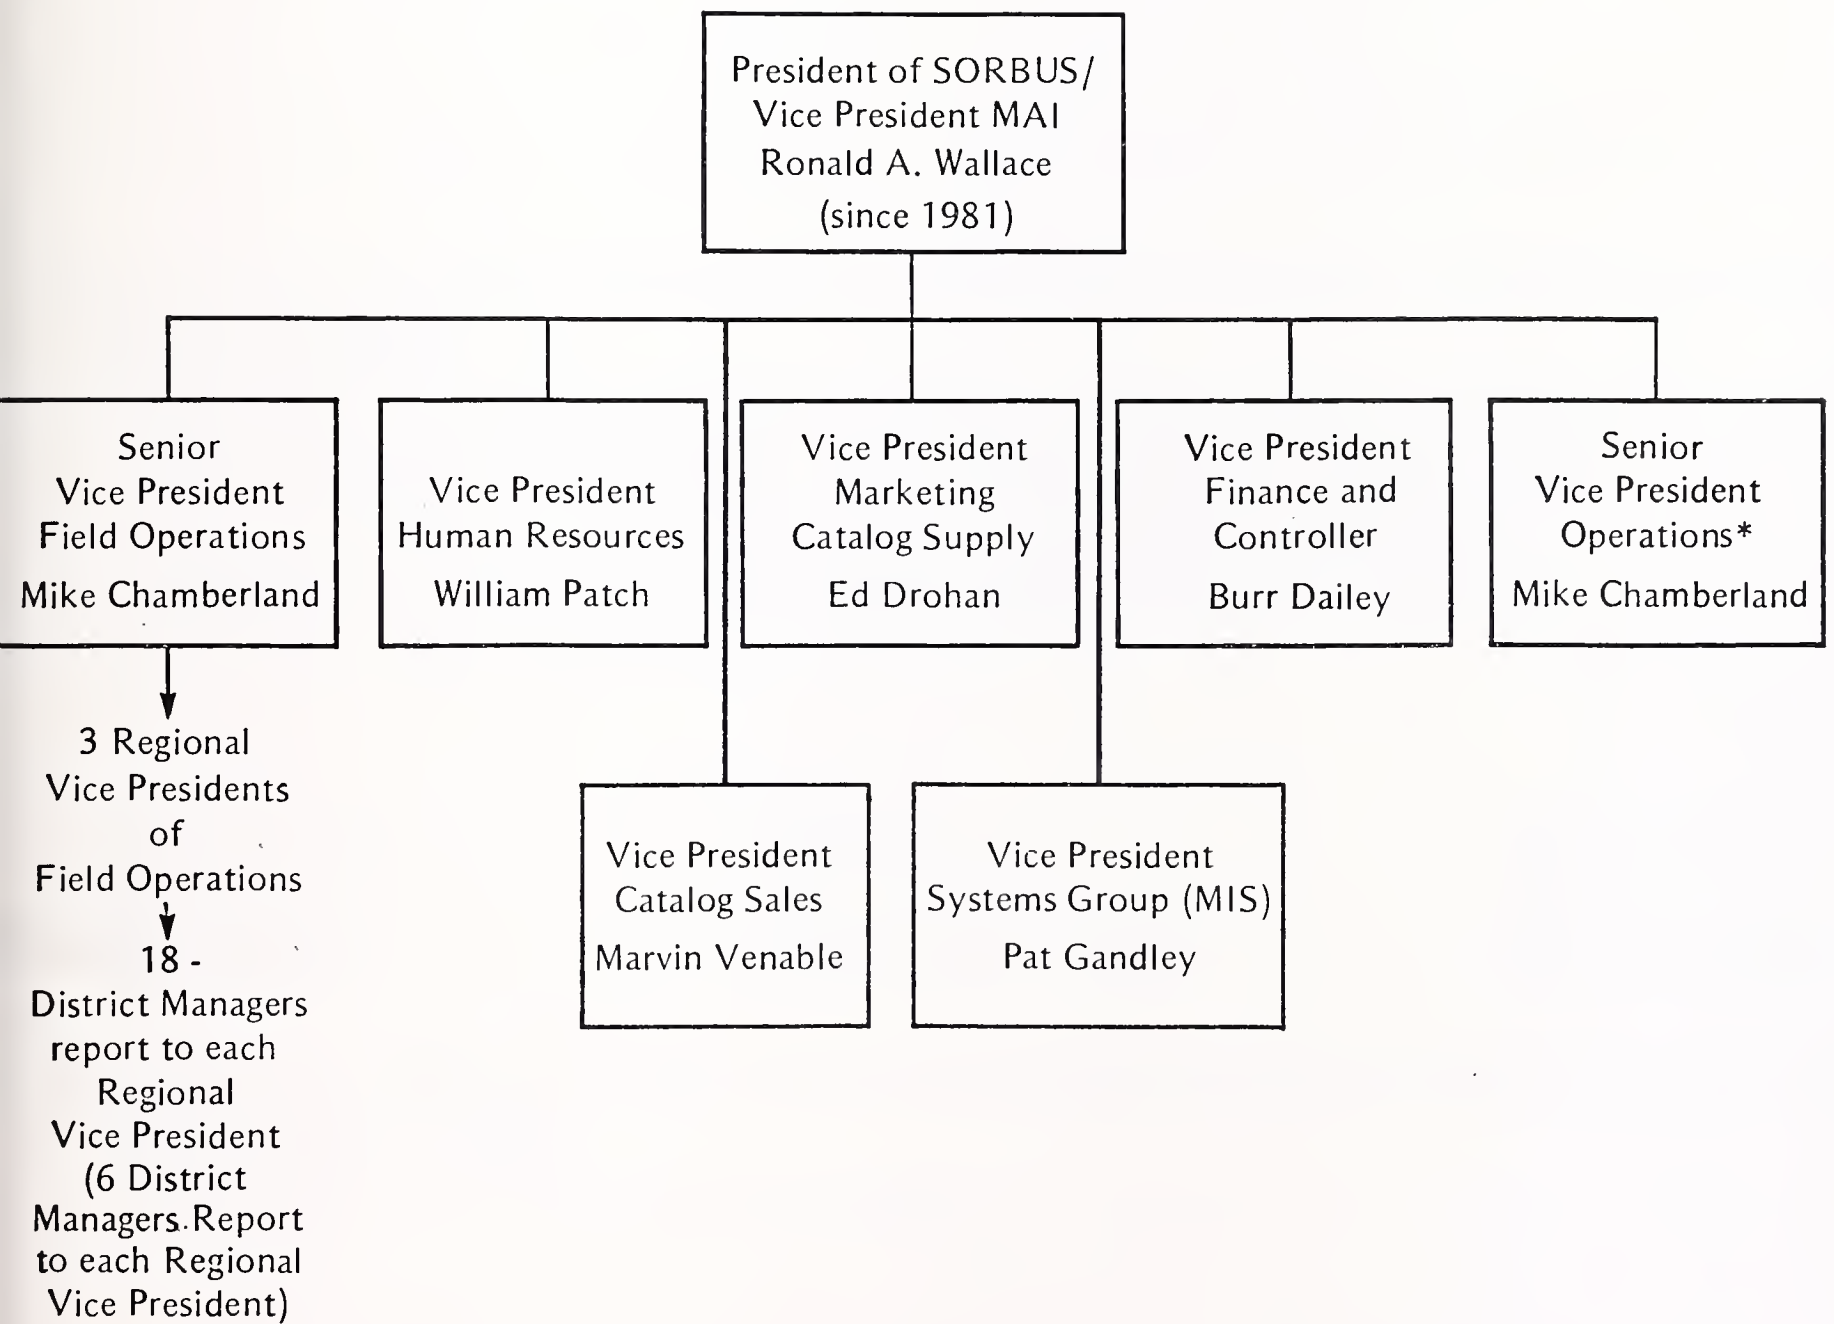 President of SORBUS/
Vice President MAI
Ronald A. Wallace
(since 1981)
Senior
Vice President
Field Operations
Mike Chamberland
Vice President
Human Resources
William Patch
Vice President
Marketing
Catalog Supply
Ed Drohan
Vice President
Finance and
Controller
Burr Dailey
Senior
Vice President
Operations*
Mike Chamberland
3 Regional
Vice Presidents
of
Field Operations
18 -
District Managers
report to each
Regional
Vice President
(6 District
Managers Report
to each Regional
Vice President)
Vice President
Catalog Sales
Marvin Venable
Vice President
Systems Group (MIS)
Pat Gandley